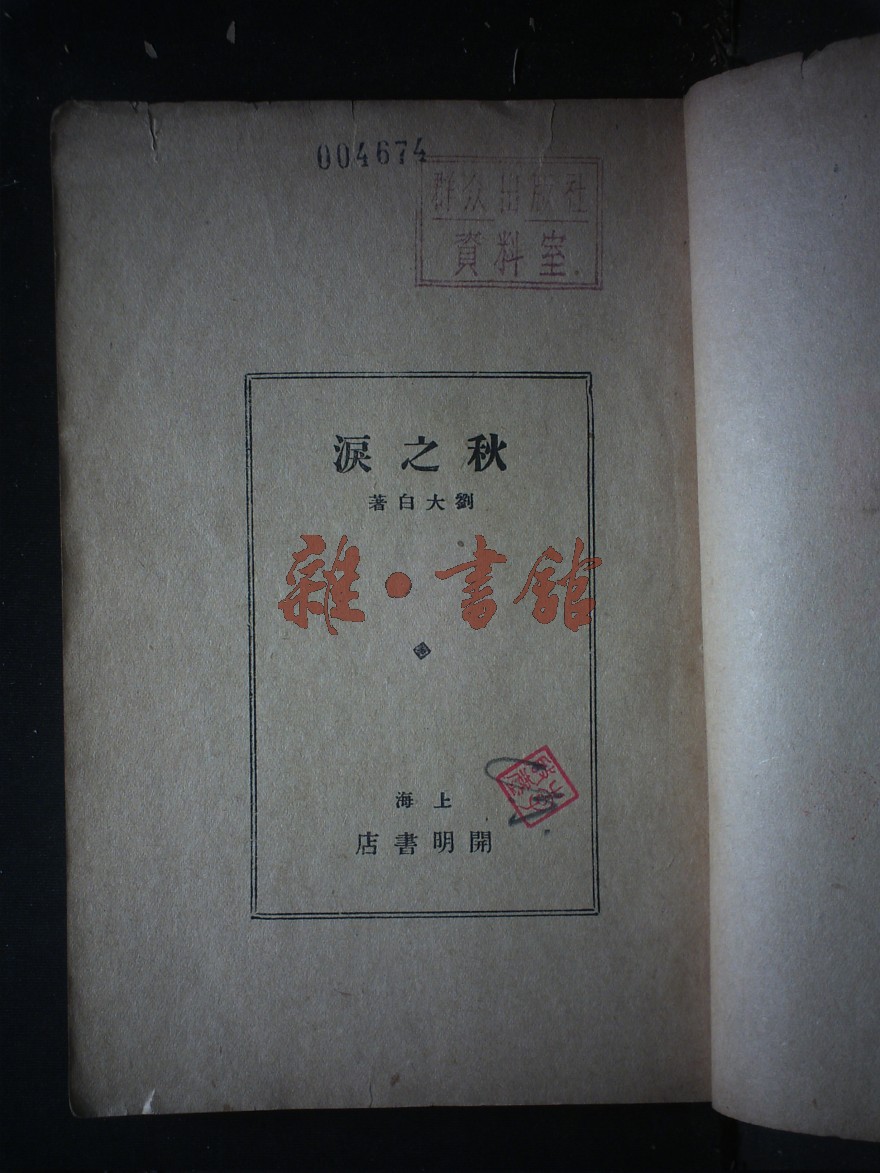 004674
群众出版社
資料室.
秋之淚
劉大白著
雜·書館
上海
開明書店